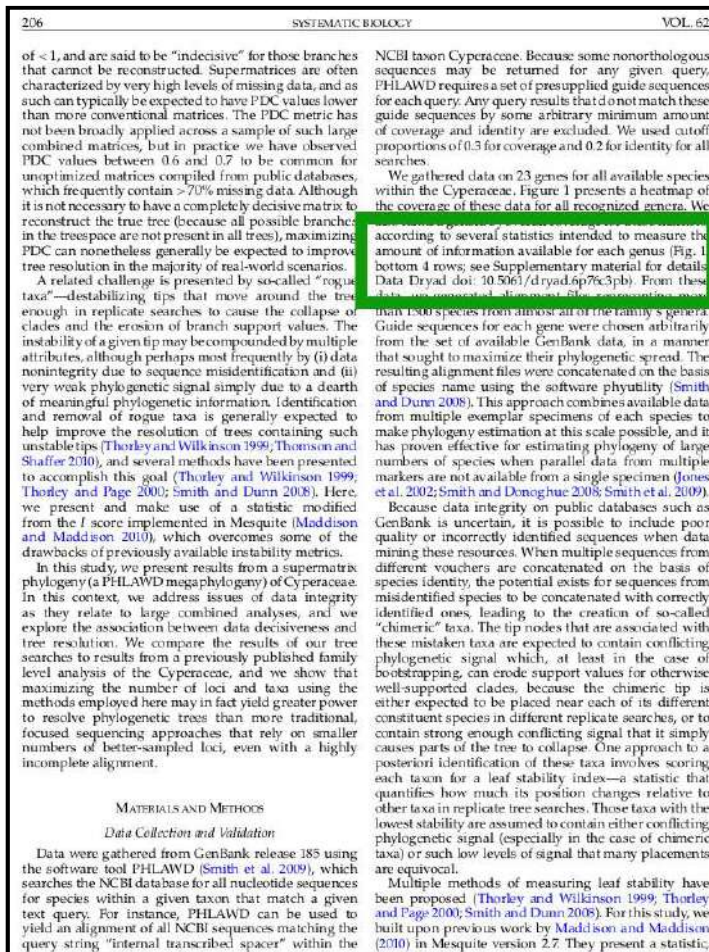 206
SYSTEMATIC BIOLOGY
VOL. 62
of <1, and are said to be "indecisive" for those branches
that cannot be reconstructed. Supermatrices are often
characterized by very high levels of missing data, and as
such can typically be expected to have PDC values lower
than more conventional matrices. The PDC metric has
not been broadly applied across a sample of such large
combined matrices, but in practice we have observed
PDC values between 0.6 and 0.7 to be common for
unoptimized matrices compiled from public databases,
which frequently contain >70% missing data. Although
it is not necessary to have a completely decisive matrix to
reconstruct the true tree (because all possible branches
in the treespace are not present in all trees), maximizing
PDC can nonetheless generally be expected to improve
tree resolution in the majority of real-world scenarios.
A related challenge is presented by so-called "rogue
taxa"—destabilizing tips that move around the tree
enough in replicate searches to cause the collapse of
clades and the erosion of branch support values. The
instability of a given tip may be compounded by multiple
attributes, although perhaps most frequently by (i) data
nonintegrity due to sequence misidentification and (ii)
very weak phylogenetic signal simply due to a dearth
of meaningful phylogenetic information. Identification
and removal of rogue taxa is generally expected to
help improve the resolution of trees containing such
unstable tips (Thorley and Wilkinson 1999; Thomson and
Shaffer 2010), and several methods have been presented
to accomplish this goal (Thorley and Wilkinson 1999;
Thorley and Page 2000; Smith and Dunn 2008). Here,
we present and make use of a statistic modified
from the I score implemented in Mesquite (Maddison
and Maddison 2010), which overcomes some of the
drawbacks of previously available instability metrics.
In this study, we present results from a supermatrix
phylogeny (a PHLAWD megaphylogeny) of Cyperaceae.
In this context, we address issues of data integrity
as they relate to large combined analyses, and we
explore the association between data decisiveness and
tree resolution. We compare the results of our tree
searches to results from a previously published family
level analysis of the Cyperaceae, and we show that
maximizing the number of loci and taxa using the
methods employed here may in fact yield greater power
to resolve phylogenetic trees than more traditional,
focused sequencing approaches that rely on smaller
numbers of better-sampled loci, even with a highly
incomplete alignment.
MATERIALS AND METHODS
Data Collection and Validation
Data were gathered from GenBank release 185 using
the software tool PHLAWD (Smith et al. 2009), which
searches the NCBI database for all nucleotide sequences
for species within a given taxon that match a given
text query. For instance, PHLAWD can be used to
yield an alignment of all NCBI sequences matching the
query string "internal transcribed spacer" within the
NCBI taxon Cyperaceae. Because some nonorthologous
sequences may be returned for any given query,
PHLAWD requires a set of presupplied guide sequences
for each query. Any query results that do not match these
guide sequences by some arbitrary minimum amount
of coverage and identity are excluded. We used cutoff
proportions of 0.3 for coverage and 0.2 for identity for all
searches.
We gathered data on 23 genes for all available species
within the Cyperaceae. Figure 1 presents a heatmap of
the coverage of these data for all recognized genera. We
according to several statistics intended to measure the
amount of information available for each genus (Fig. 1,
bottom 4 rows; see Supplementary material for details
Data Dryad doi: 10.5061/dryad.6p76c3pb). From these
than 1500 species from almost all of the family's genera.
Guide sequences for each gene were chosen arbitrarily
from the set of available GenBank data, in a manner
that sought to maximize their phylogenetic spread. The
resulting alignment files were concatenated on the basis
of species name using the software phyutility (Smith
and Dunn 2008). This approach combines available data
from multiple exemplar specimens of each species to
make phylogeny estimation at this scale possible, and it
has proven effective for estimating phylogeny of large
numbers of species when parallel data from multiple
markers are not available from a single specimen (Jones
et al. 2002; Smith and Donoghue 2008; Smith et al. 2009).
Because data integrity on public databases such as
GenBank is uncertain, it is possible to include poor
quality or incorrectly identified sequences when data
mining these resources. When multiple sequences from
different vouchers are concatenated on the basis of
species identity, the potential exists for sequences from
misidentified species to be concatenated with correctly
identified ones, leading to the creation of so-called
"chimeric" taxa. The tip nodes that are associated with
these mistaken taxa are expected to contain conflicting
phylogenetic signal which, at least in the case of
bootstrapping, can erode support values for otherwise
well-supported clades, because the chimeric tip is
either expected to be placed near each of its different
constituent species in different replicate searches, or to
contain strong enough conflicting signal that it simply
causes parts of the tree to collapse. One approach to a
posteriori identification of these taxa involves scoring
each taxon for a leaf stability index—a statistic that
quantifies how much its position changes relative to
other taxa in replicate tree searches. Those taxa with the
lowest stability are assumed to contain either conflicting
phylogenetic signal (especially in the case of chimeric
taxa) or such low levels of signal that many placements
are equivocal.
Multiple methods of measuring leaf stability have
been proposed (Thorley and Wilkinson 1999; Thorley
and Page 2000; Smith and Dunn 2008). For this study, we
built upon previous work by Maddison and Maddison
(2010) in Mesquite version 2.7. They present a statistic,